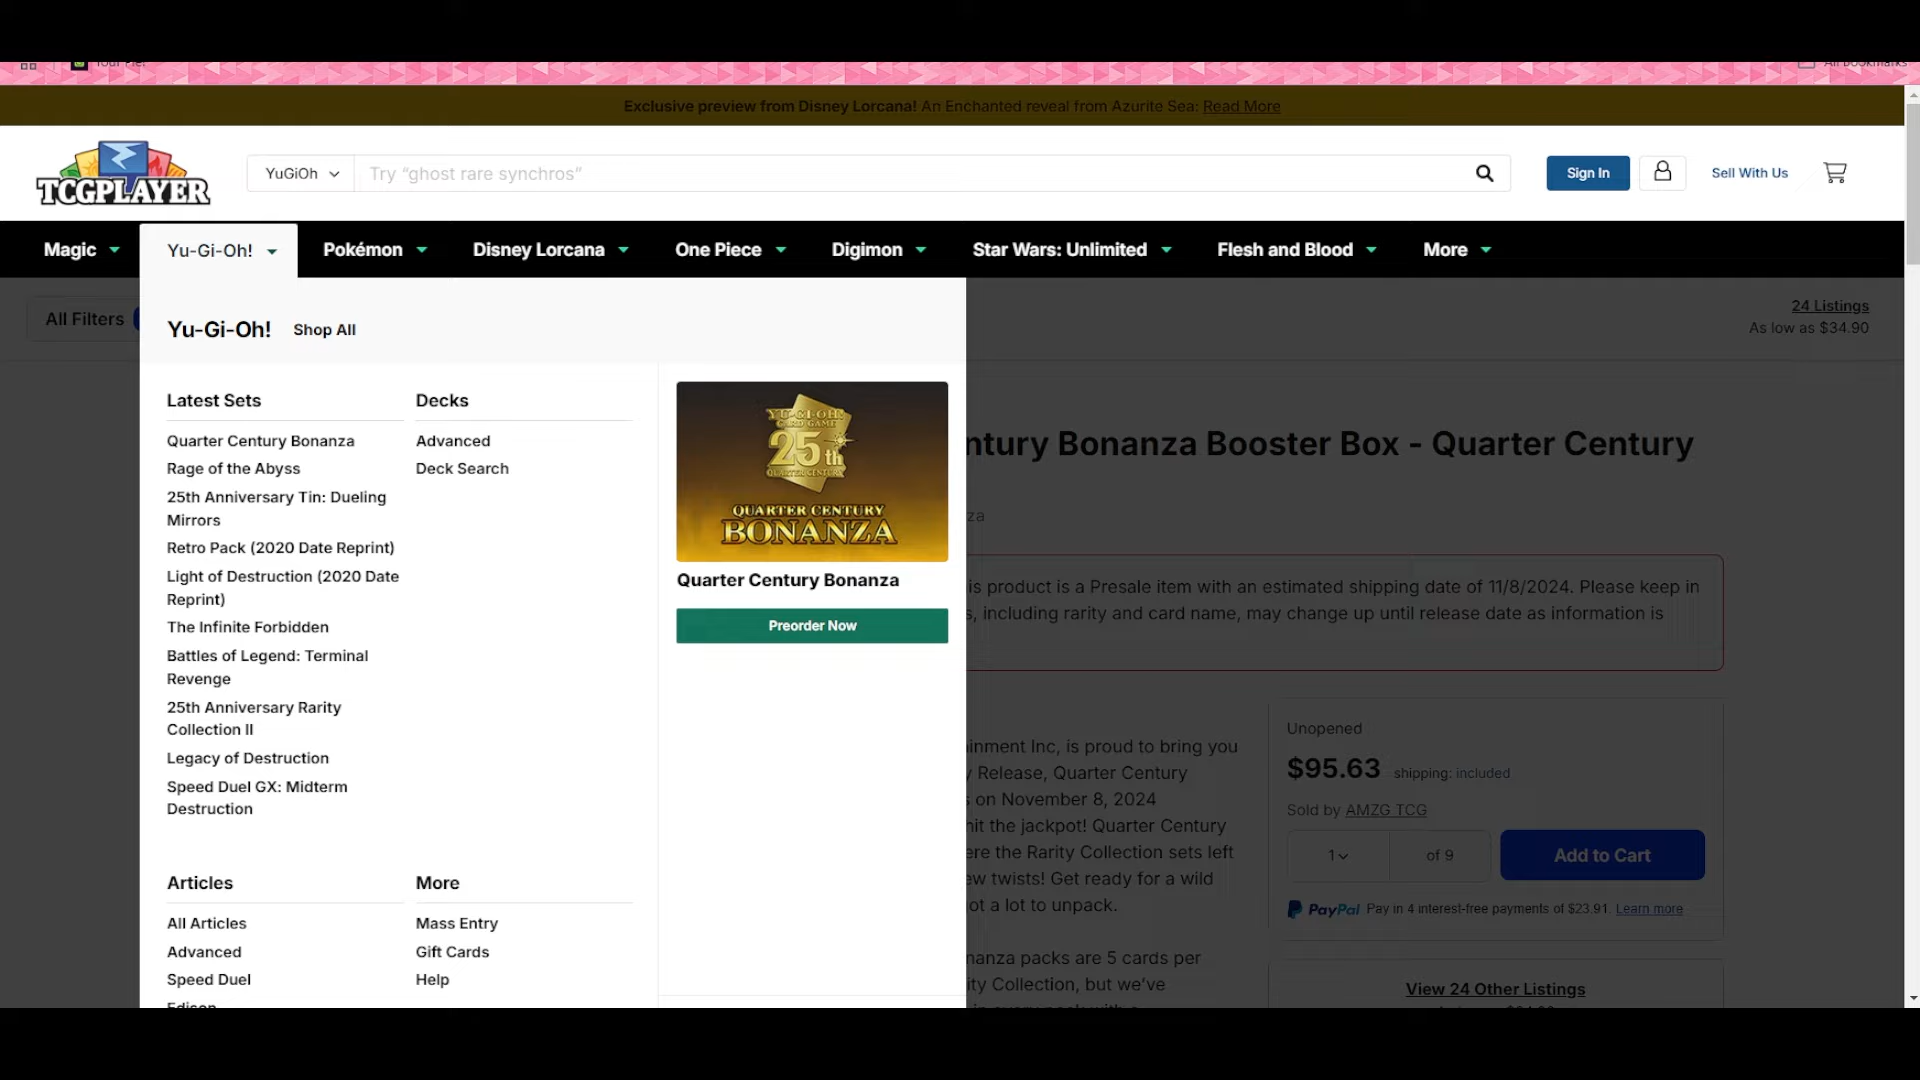 Exclusive preview from Disney Lorcana! An Enchanted reveal from Azurite Sea: Read More
TCGPLAYER
YuGiOh
Try “ghost rare synchros”
Sign In
Sell With Us
Magic
Yu-Gi-Oh!
Pokémon
Disney Lorcana
One Piece
Digimon
Star Wars: Unlimited
Flesh and Blood
More
All Filters
24 Listings
As low as $34.90
Yu-Gi-Oh! Shop All
Latest Sets
Quarter Century Bonanza
Rage of the Abyss
25th Anniversary Tin: Dueling
Mirrors
Retro Pack (2020 Date Reprint)
Light of Destruction (2020 Date
Reprint)
The Infinite Forbidden
Battles of Legend: Terminal
Revenge
25th Anniversary Rarity
Collection II
Legacy of Destruction
Speed Duel GX: Midterm
Destruction
Decks
Advanced
Deck Search
Articles
All Articles
Advanced
Speed Duel
More
Mass Entry
Gift Cards
Help
YU-GI-OH!
CARD GAME
25th
QUARTER CENTURY
QUARTER CENTURY
BONANZA
Quarter Century Bonanza
Preorder Now
ntury Bonanza Booster Box - Quarter Century
za
is product is a Presale item with an estimated shipping date of 11/8/2024. Please keep in
s, including rarity and card name, may change up until release date as information is
inment Inc, is proud to bring you
y Release, Quarter Century
s on November 8, 2024
hit the jackpot! Quarter Century
ere the Rarity Collection sets left
ew twists! Get ready for a wild
ot a lot to unpack.
nanza packs are 5 cards per
ity Collection, but we’ve
Unopened
$95.63 shipping: included
Sold by AMZG TCG
1
of 9
Add to Cart
PayPal Pay in 4 interest-free payments of $23.91. Learn more
View 24 Other Listings